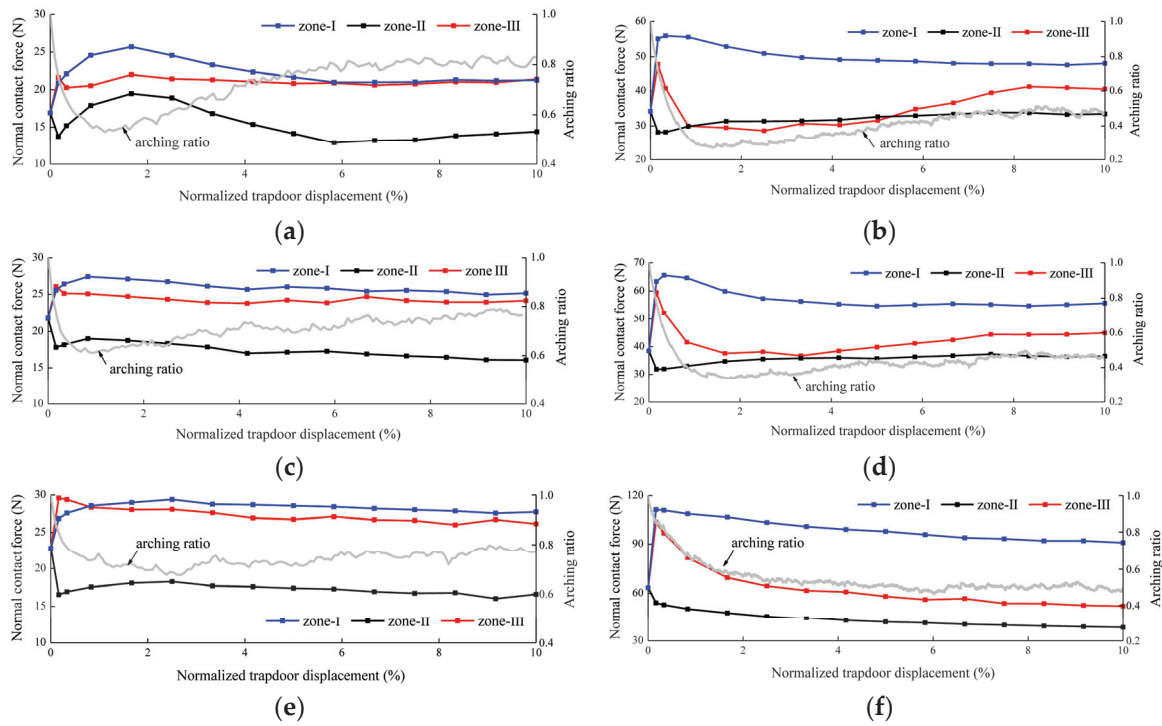 30
25
20
15
10
Normal contact force (N)
zone-I
zone-II
zone-III
arching ratio
1.0
0.8
0.6
0.4
Arching ratio
0
2
4
6
8
10
Normalized trapdoor displacement (%)
(a)
60
50
40
30
20
Normal contact force (N)
zone-I
zone-II
zone-III
arching ratio
1.0
0.8
0.6
0.4
0.2
Arching ratio
0
2
4
6
8
10
Normalized trapdoor displacement (%)
(b)
30
25
20
15
10
Normal contact force (N)
zone-I
zone-II
zone III
arching ratio
1.0
0.8
0.6
0.4
Arching ratio
0
2
4
6
8
10
Normalized trapdoor displacement (%)
(c)
70
60
50
40
30
20
Normal contact force (N)
zone-I
zone-II
zone-III
arching ratio
1.0
0.8
0.6
0.4
0.2
Arching ratio
0
2
4
6
8
10
Normalized trapdoor displacement (%)
(d)
30
25
20
15
10
Normal contact force (N)
arching ratio
zone-I
zone-II
zone-III
1.0
0.8
0.6
0.4
Arching ratio
0
2
4
6
8
10
Normalized trapdoor displacement (%)
(e)
120
90
60
30
Normal contact force (N)
zone-I
zone-II
zone-III
arching ratio
1.0
0.8
0.6
0.4
0.2
Arching ratio
0
2
4
6
8
10
Normalized trapdoor displacement (%)
(f)